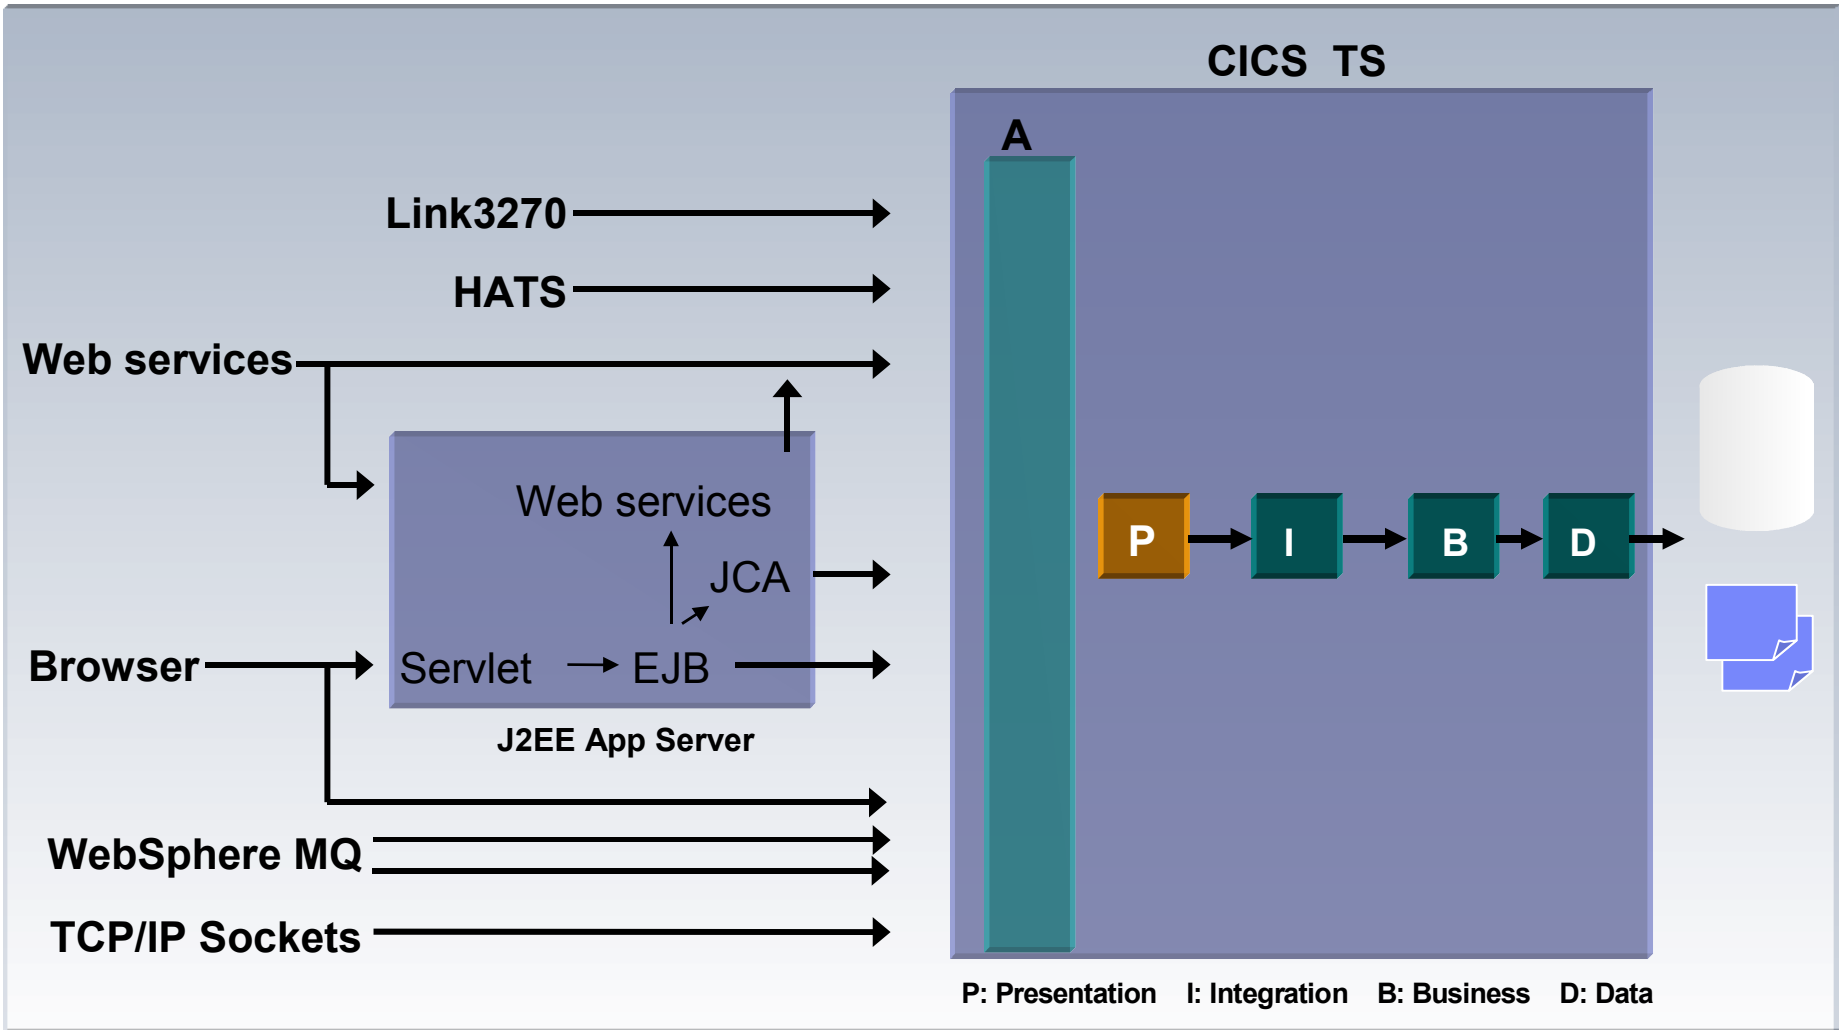 CICS TS
A
Link3270
HATS
Web services
Web services
JCA
P
I
B
D
Browser
Servlet
EJB
J2EE App Server
WebSphere MQ
TCP/IP Sockets
P: Presentation I: Integration B: Business D: Data